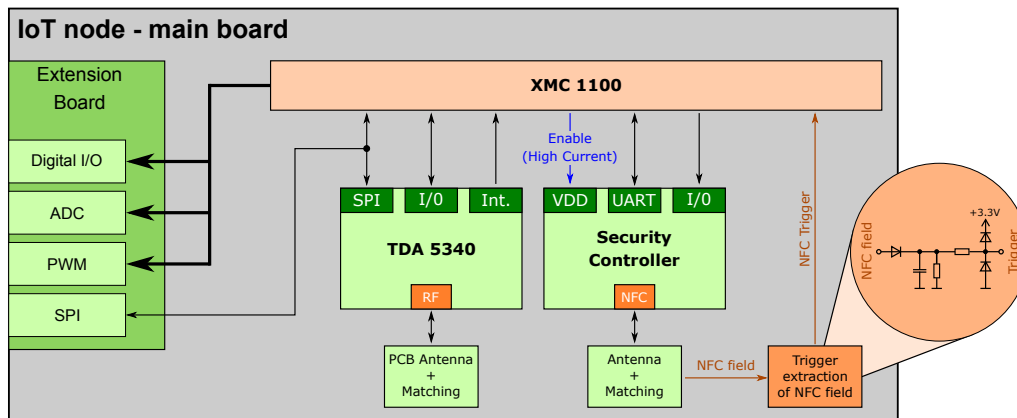 IoT node - main board
Extension
Board
Digital I/O
ADC
PWM
SPI
XMC 1100
Enable
(High Current)
SPI
I/0
Int.
TDA 5340
RF
PCB Antenna
+
Matching
VDD
UART
I/0
Security
Controller
NFC
Antenna
+
Matching
NFC field
Trigger
extraction
of NFC field
NFC Trigger
NFC field
+3.3V
Trigger